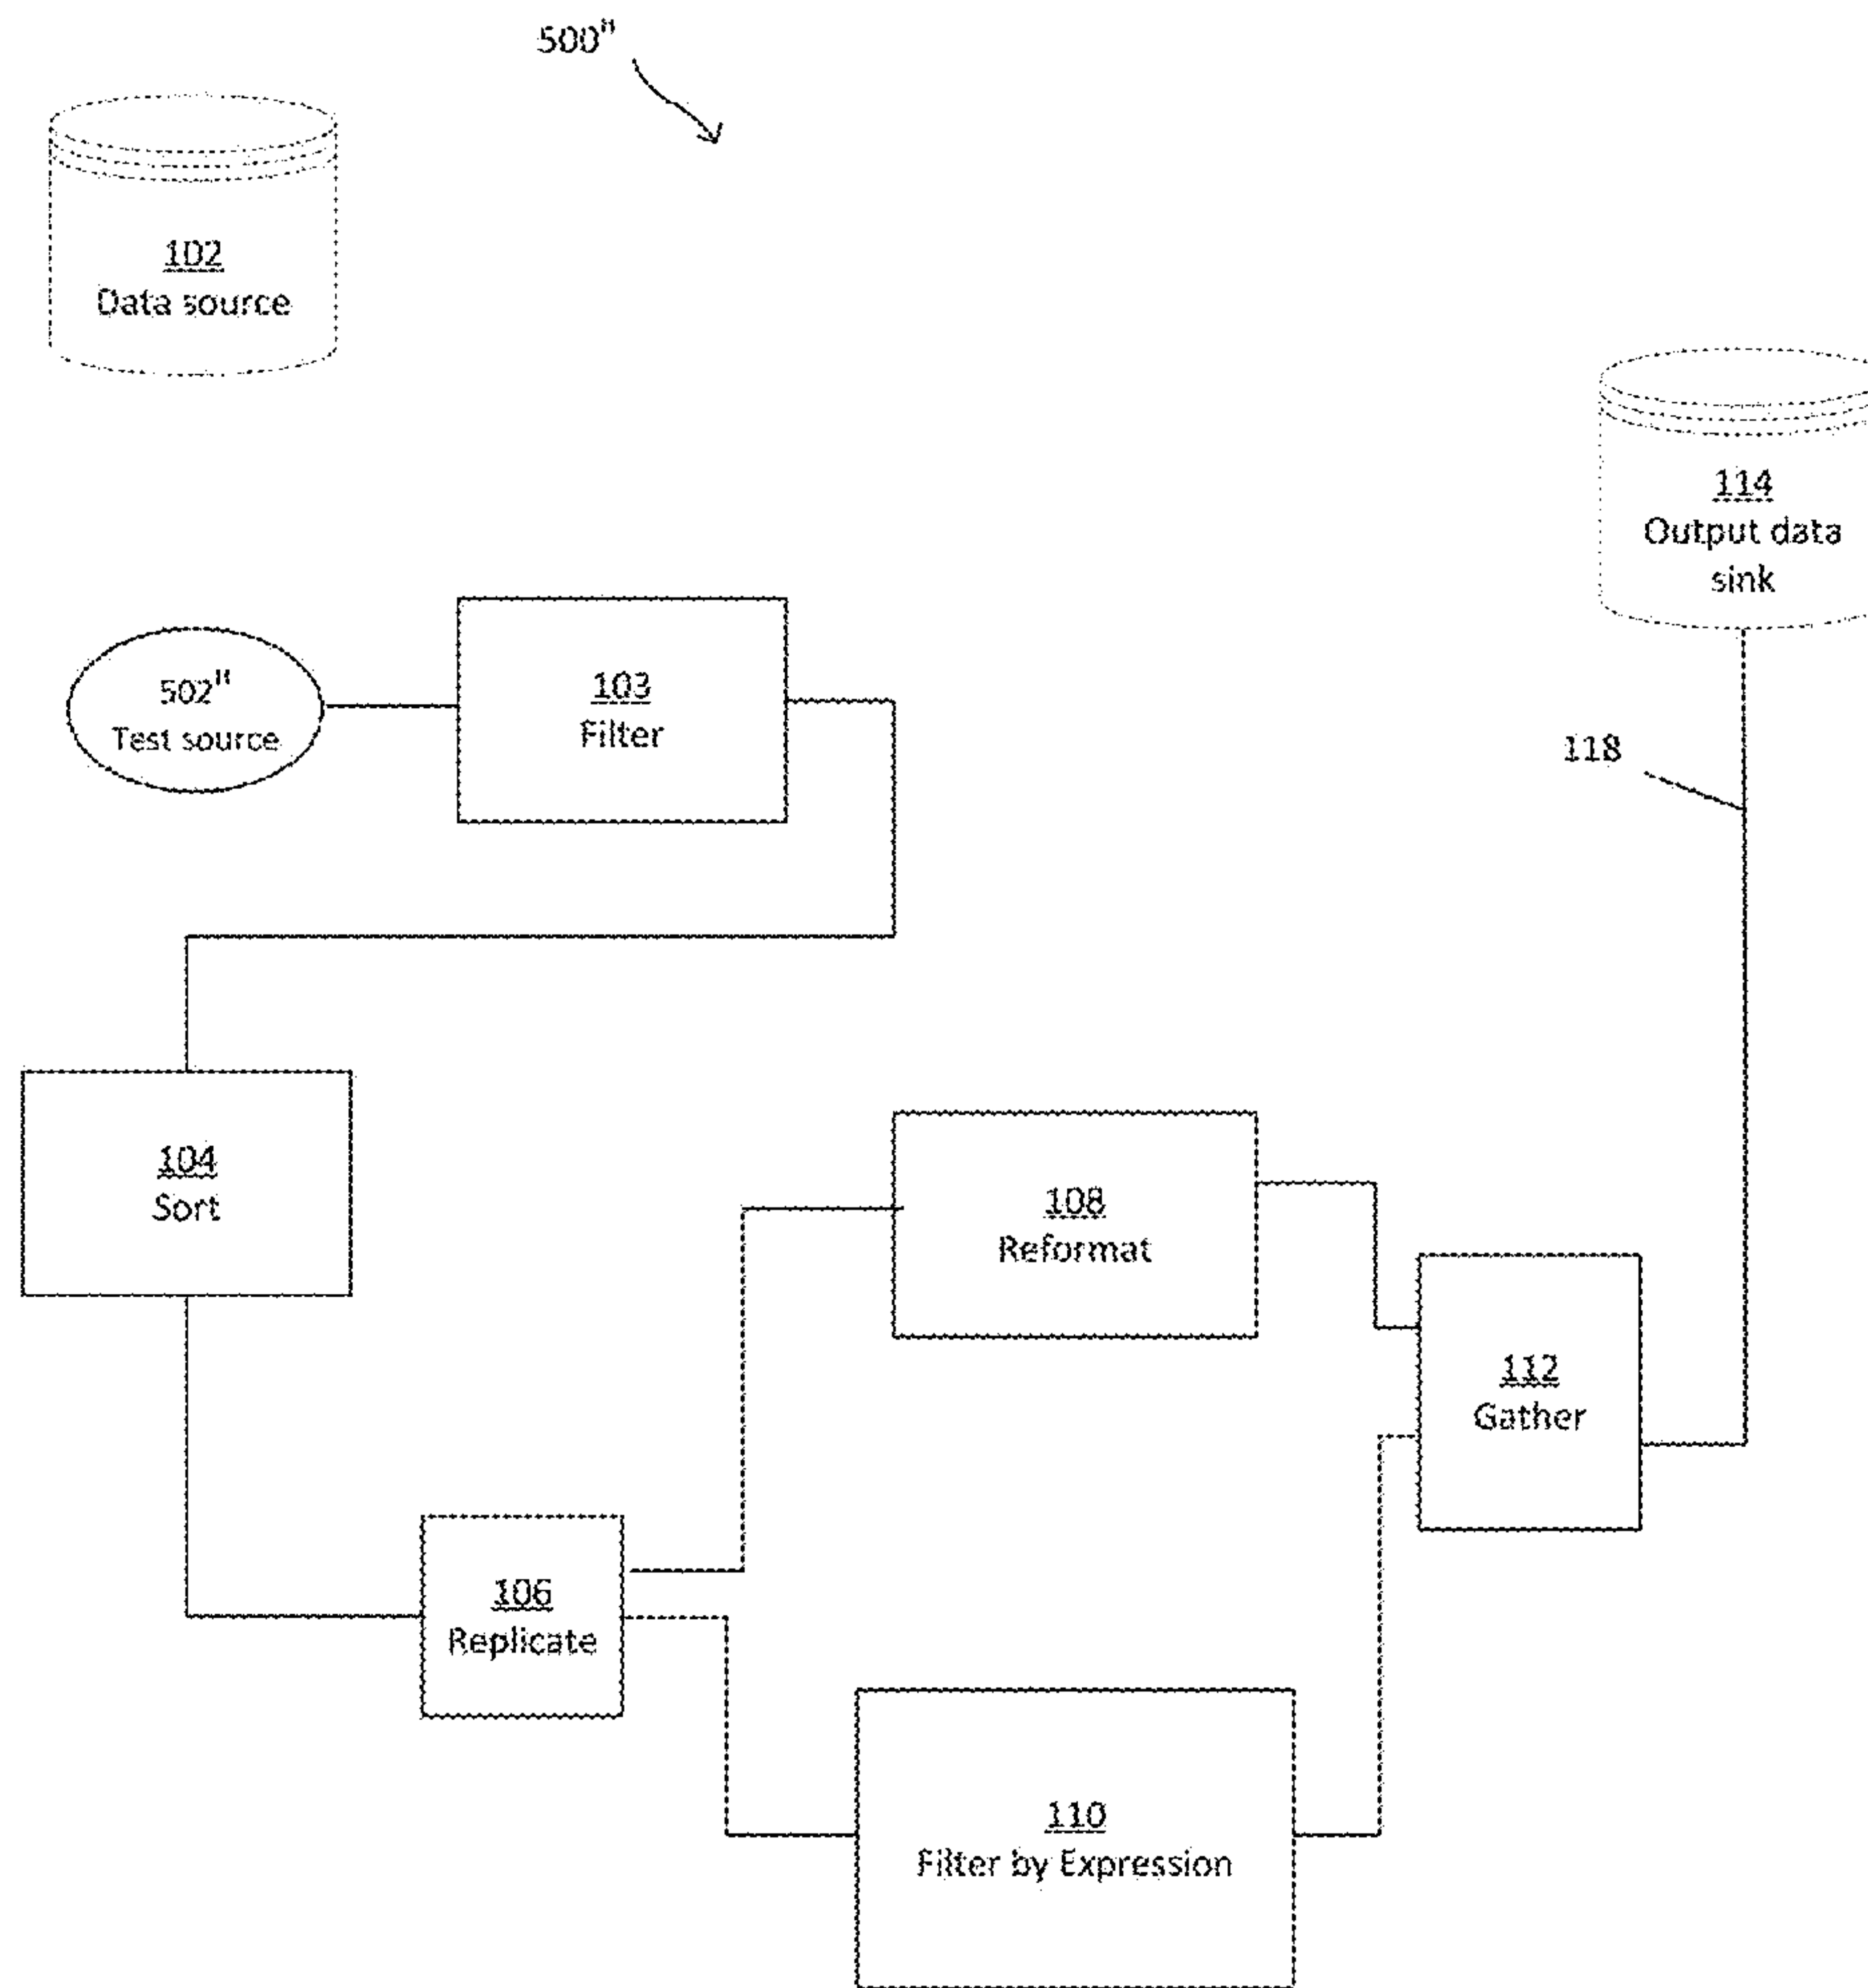 500"
102
Data source
114
Output data
sink
502"
Test source
103
Filter
118
104
Sort
108
Reformat
112
Gather
106
Replicate
110
Filter by Expression